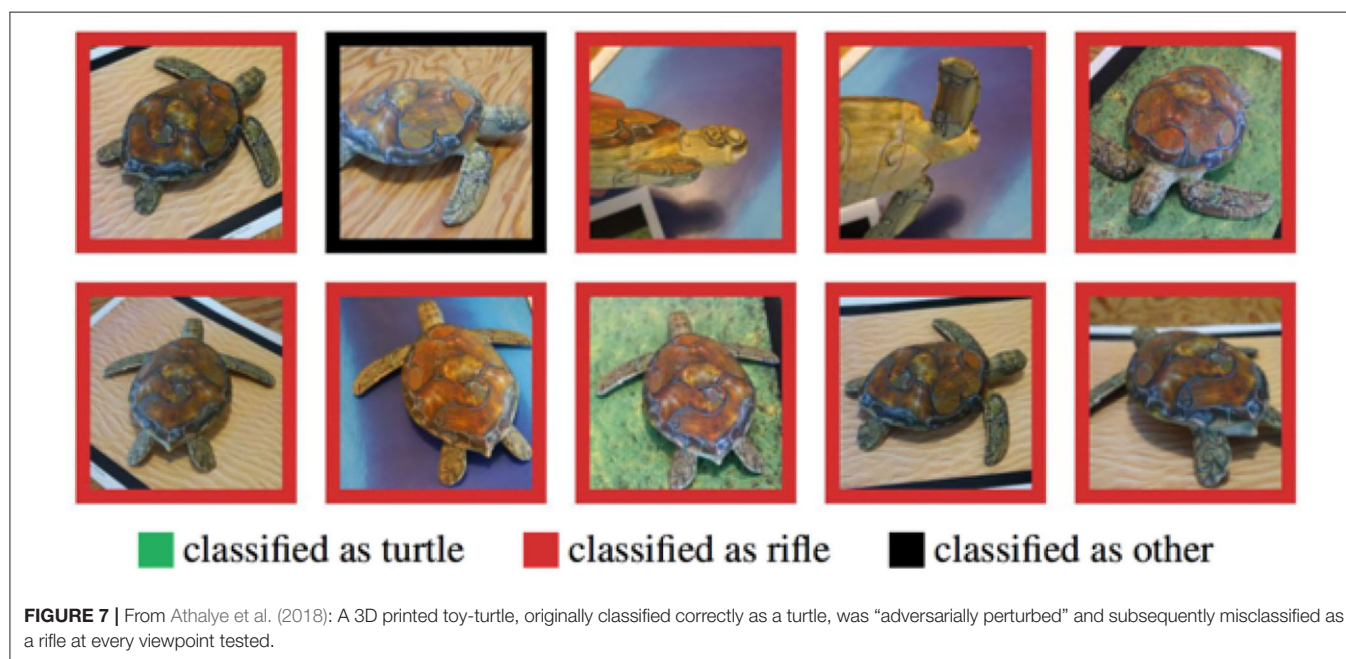 classified as turtle classified as rifle classified as other
FIGURE 7 | From Athalye et al. (2018): A 3D printed toy-turtle, originally classified correctly as a turtle, was “adversarially perturbed” and subsequently misclassified as
a rifle at every viewpoint tested.